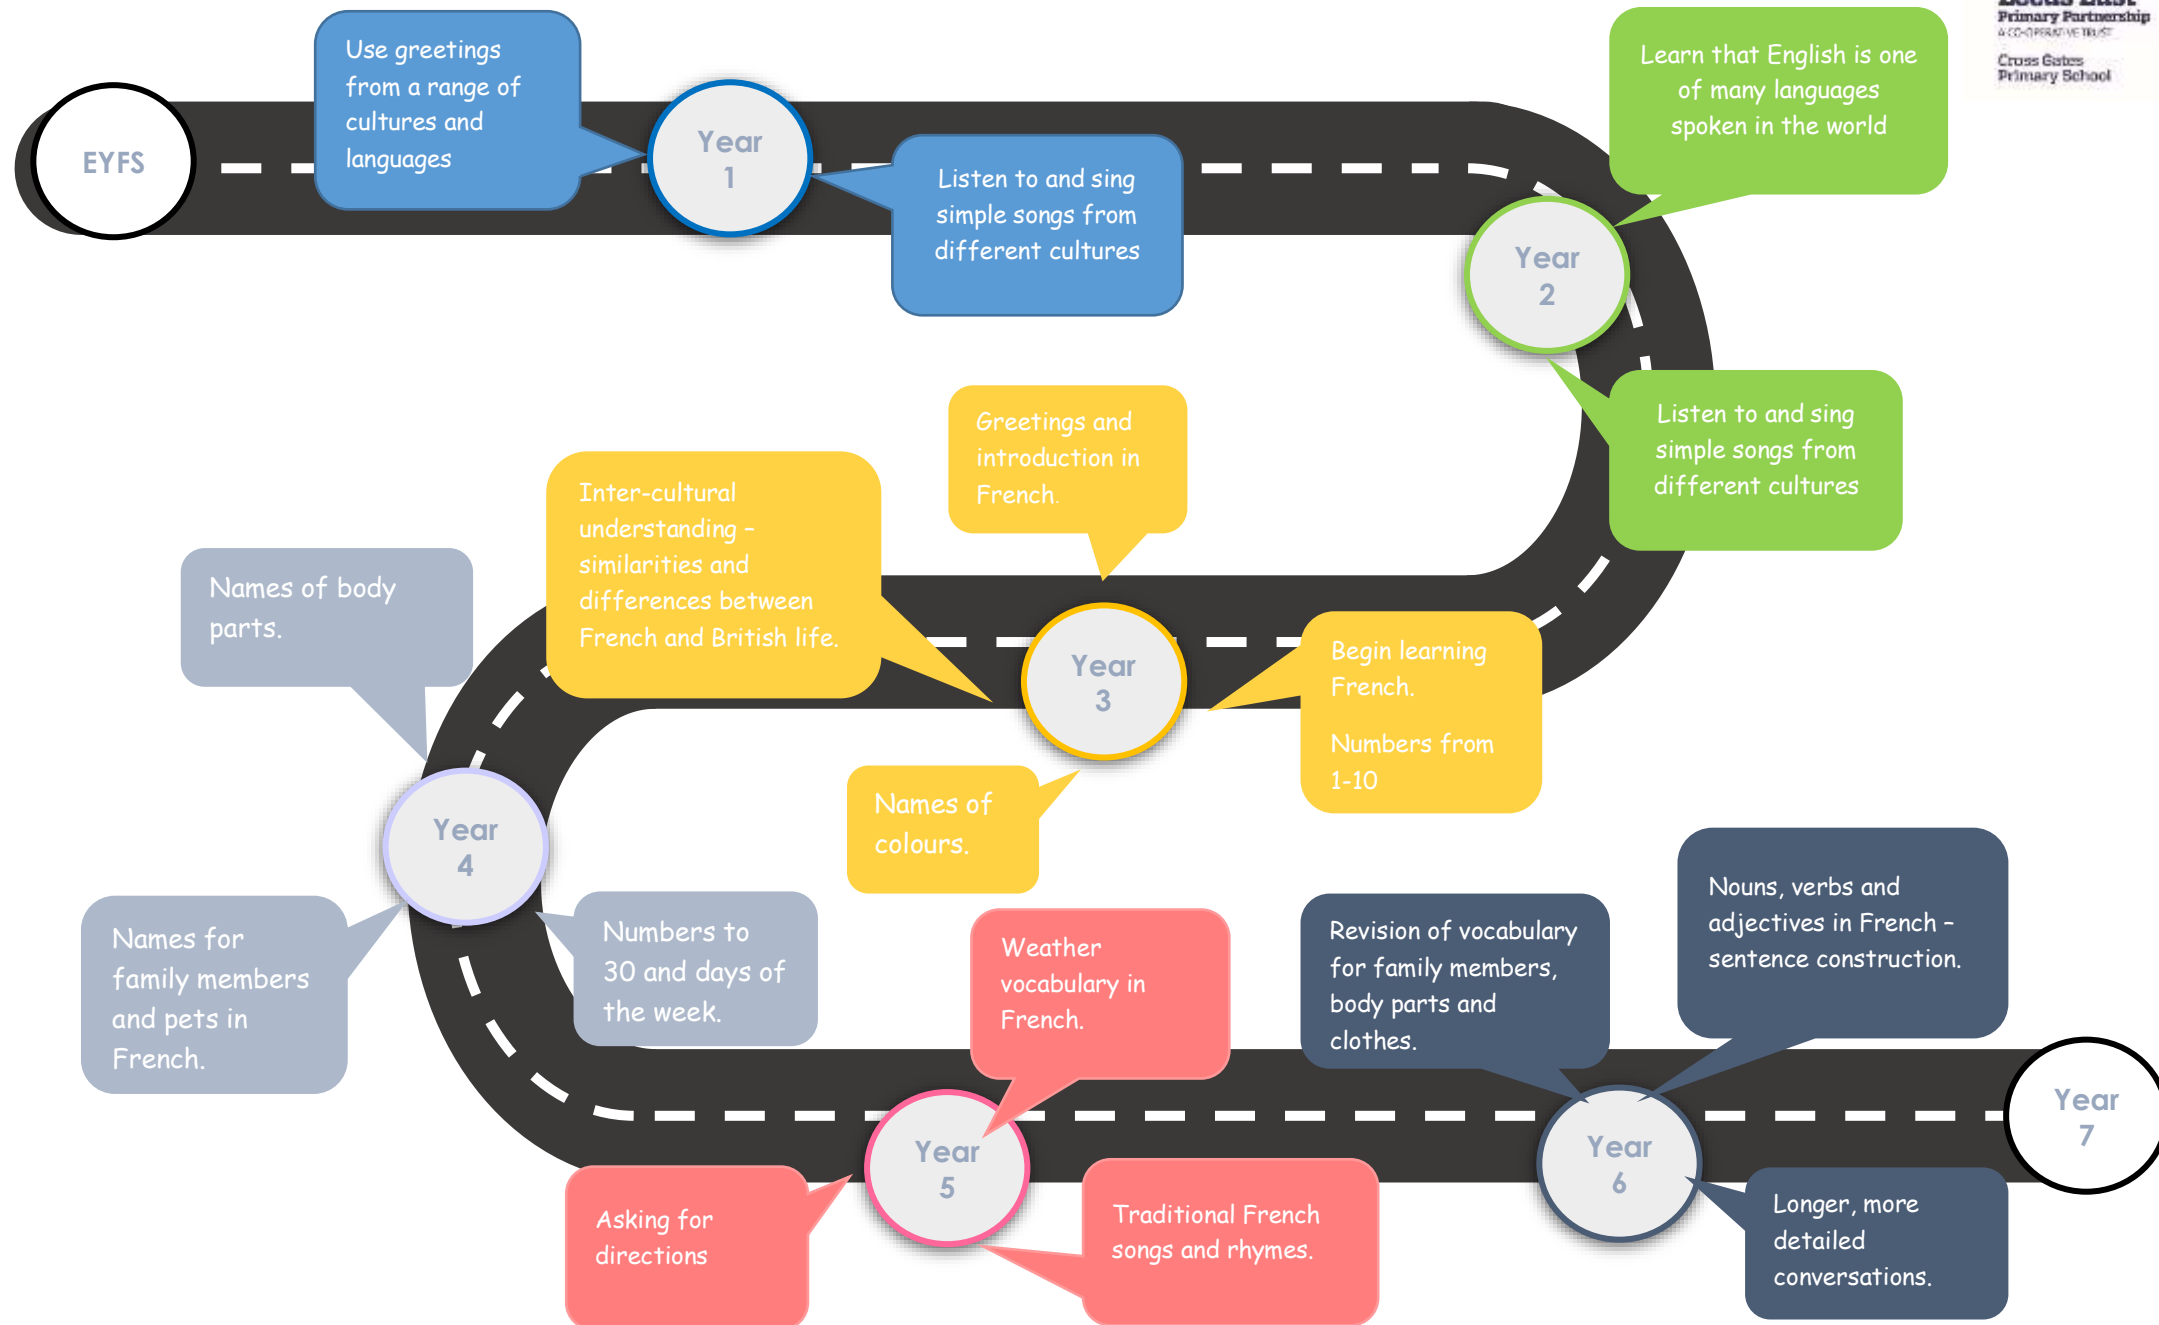 Leeds East
Primary Partnership
A CO-OPERATIVE TRUST
Cross Gates
Primary School
EYFS
Use greetings
from a range of
cultures and
languages
Year
1
Listen to and sing
simple songs from
different cultures
Learn that English is one
of many languages
spoken in the world
Year
2
Listen to and sing
simple songs from
different cultures
Greetings and
introduction in
French.
Inter-cultural
understanding –
similarities and
differences between
French and British life.
Year
3
Begin learning
French.
Numbers from
1-10
Names of
colours.
Names of body
parts.
Year
4
Names for
family members
and pets in
French.
Numbers to
30 and days of
the week.
Weather
vocabulary in
French.
Year
5
Asking for
directions
Traditional French
songs and rhymes.
Revision of vocabulary
for family members,
body parts and
clothes.
Nouns, verbs and
adjectives in French –
sentence construction.
Year
6
Longer, more
detailed
conversations.
Year
7